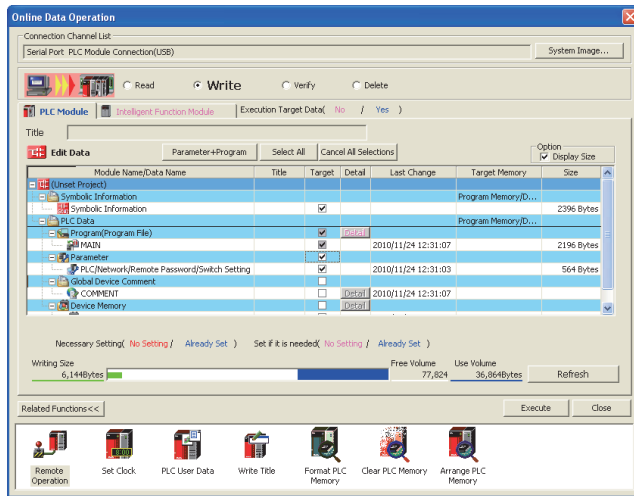 Online Data Operation
Connection Channel List
Serial Port PLC Module Connection(USB)
System Image...
Read
Write
Verify
Delete
PLC Module
Intelligent Function Module
Execution Target Data( No / Yes )
Title
Edit Data
Parameter+Program
Select All
Cancel All Selections
Option
Display Size
Module Name/Data Name Title Target Detail Last Change Target Memory Size
(Unset Project)
Symbolic Information Program Memory/D...
Symbolic Information 2396 Bytes
PLC Data Program Memory/D...
Program(Program File) Detail
MAIN 2010/11/24 12:31:07 2196 Bytes
Parameter
PLC/Network/Remote Password/Switch Setting 2010/11/24 12:31:03 564 Bytes
Global Device Comment
COMMENT Detail 2010/11/24 12:31:07
Device Memory Detail
Necessary Setting( No Setting / Already Set ) Set if it is needed( No Setting / Already Set )
Writing Size Free Volume Use Volume
6,144Bytes 77,824 36,864Bytes Refresh
Related Functions<< Execute Close
Remote Operation
Set Clock
PLC User Data
Write Title
Format PLC Memory
Clear PLC Memory
Arrange PLC Memory